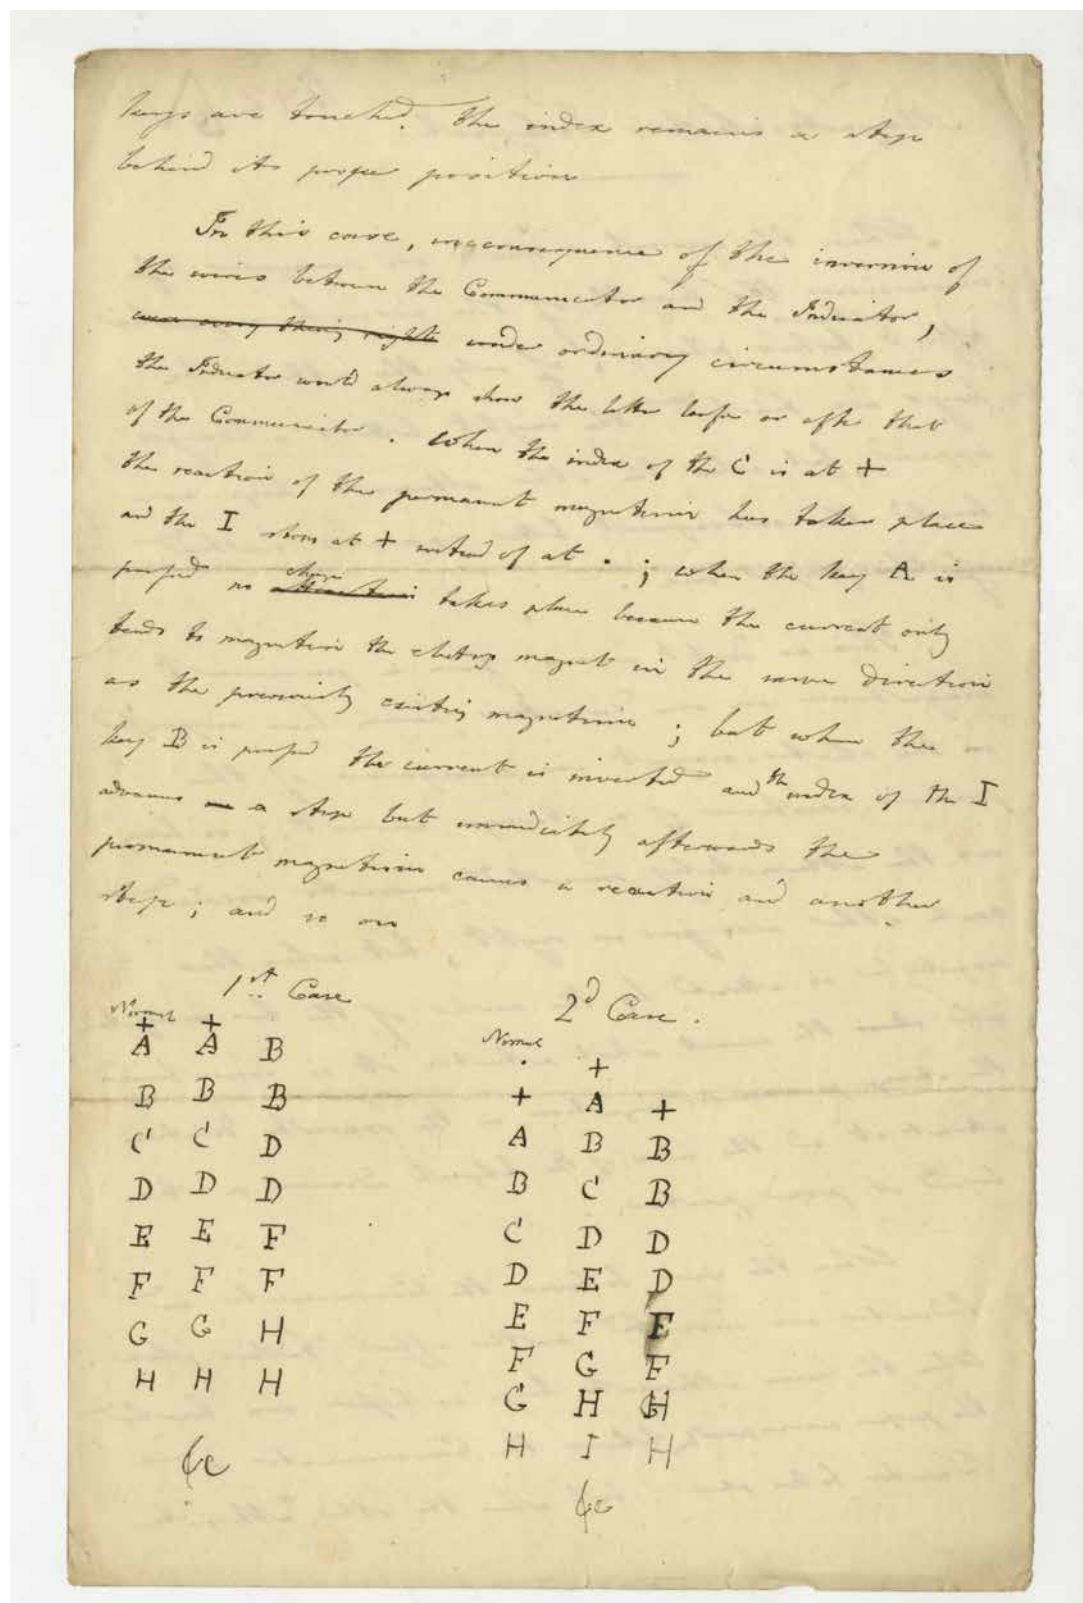 keys are touched. The index remains a step
behind its proper position
In this case, in consequence of the inversion of
the wires between the Communicator and the Indicator,
every thing right under ordinary circumstances
the Indicator would always show the letter before or after that
of the Communicator. When the index of the C is at +
the reaction of the permanent magnetism has taken place
and the I stops at + instead of at · ; when the key A is
pressed no change takes place because the current only
tends to magnetise the electro magnet in the same direction
as the previously existing magnetism ; but when the
key B is pressed the current is inverted and the index of the I
advances a step but immediately afterwards the
permanent magnetism causes a reaction and another
step ; and so on
1st Case
Normal
+ +
A A B
B B B
C C D
D D D
E E F
F F F
G G H
H H H
&c
2d Case.
Normal
· +
+ A +
A B B
B C B
C D D
D E D
E F F
F G F
G H H
H I H
&c